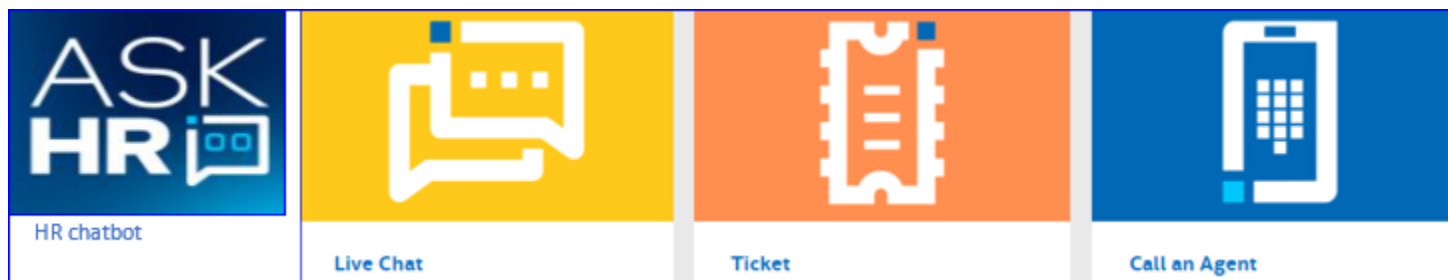 ASK
HR
HR chatbot
Live Chat
Ticket
Call an Agent